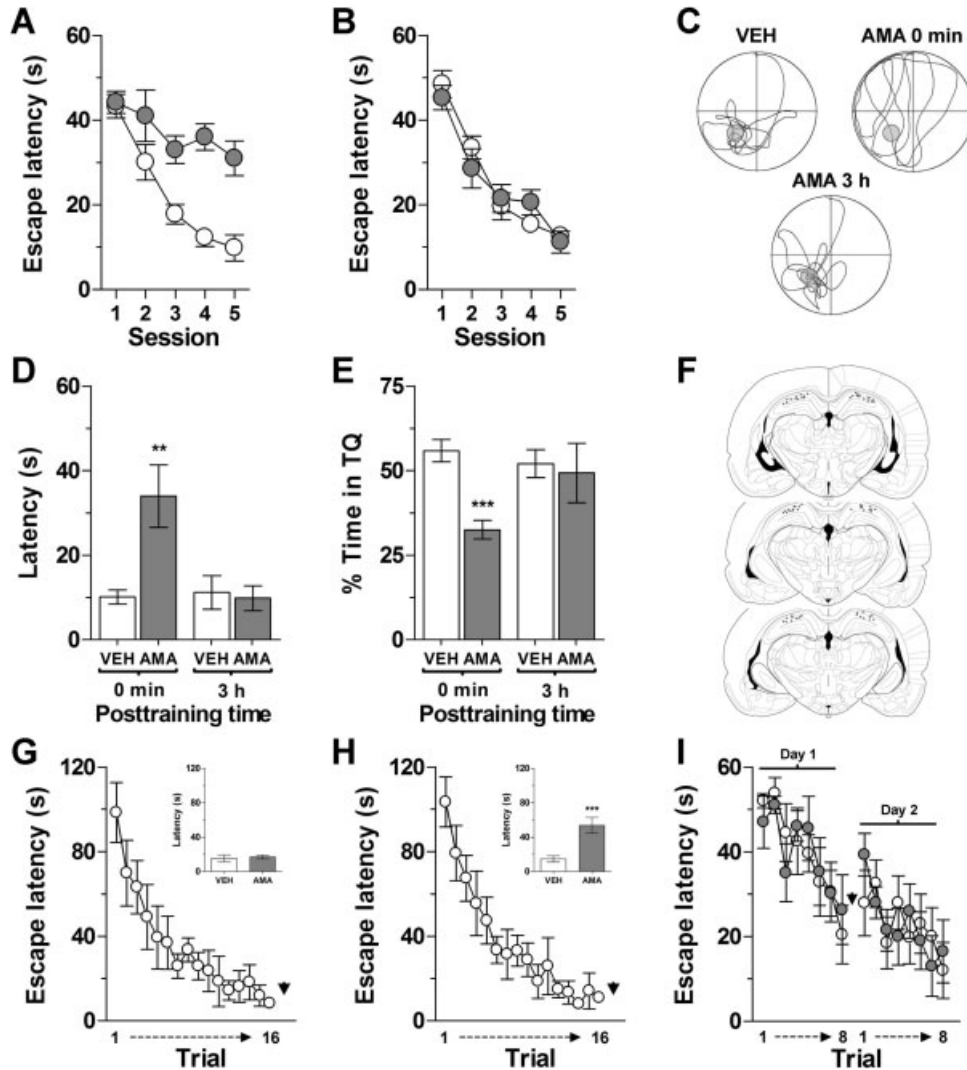 A
Escape latency (s)
60
40
20
0
1 2 3 4 5
Session
B
Escape latency (s)
60
40
20
0
1 2 3 4 5
Session
C
VEH
AMA 0 min
AMA 3 h
D
Latency (s)
60
40
20
0
VEH AMA VEH AMA
0 min 3 h
Posttraining time
**
E
% Time in TQ
75
50
25
0
VEH AMA VEH AMA
0 min 3 h
Posttraining time
***
F
G
Escape latency (s)
120
80
40
0
1 16
Trial
Latency (s)
120
80
40
0
VEH AMA
H
Escape latency (s)
120
80
40
0
1 16
Trial
Latency (s)
120
80
40
0
VEH AMA
***
I
Escape latency (s)
60
40
20
0
Day 1
Day 2
1 8 1 8
Trial